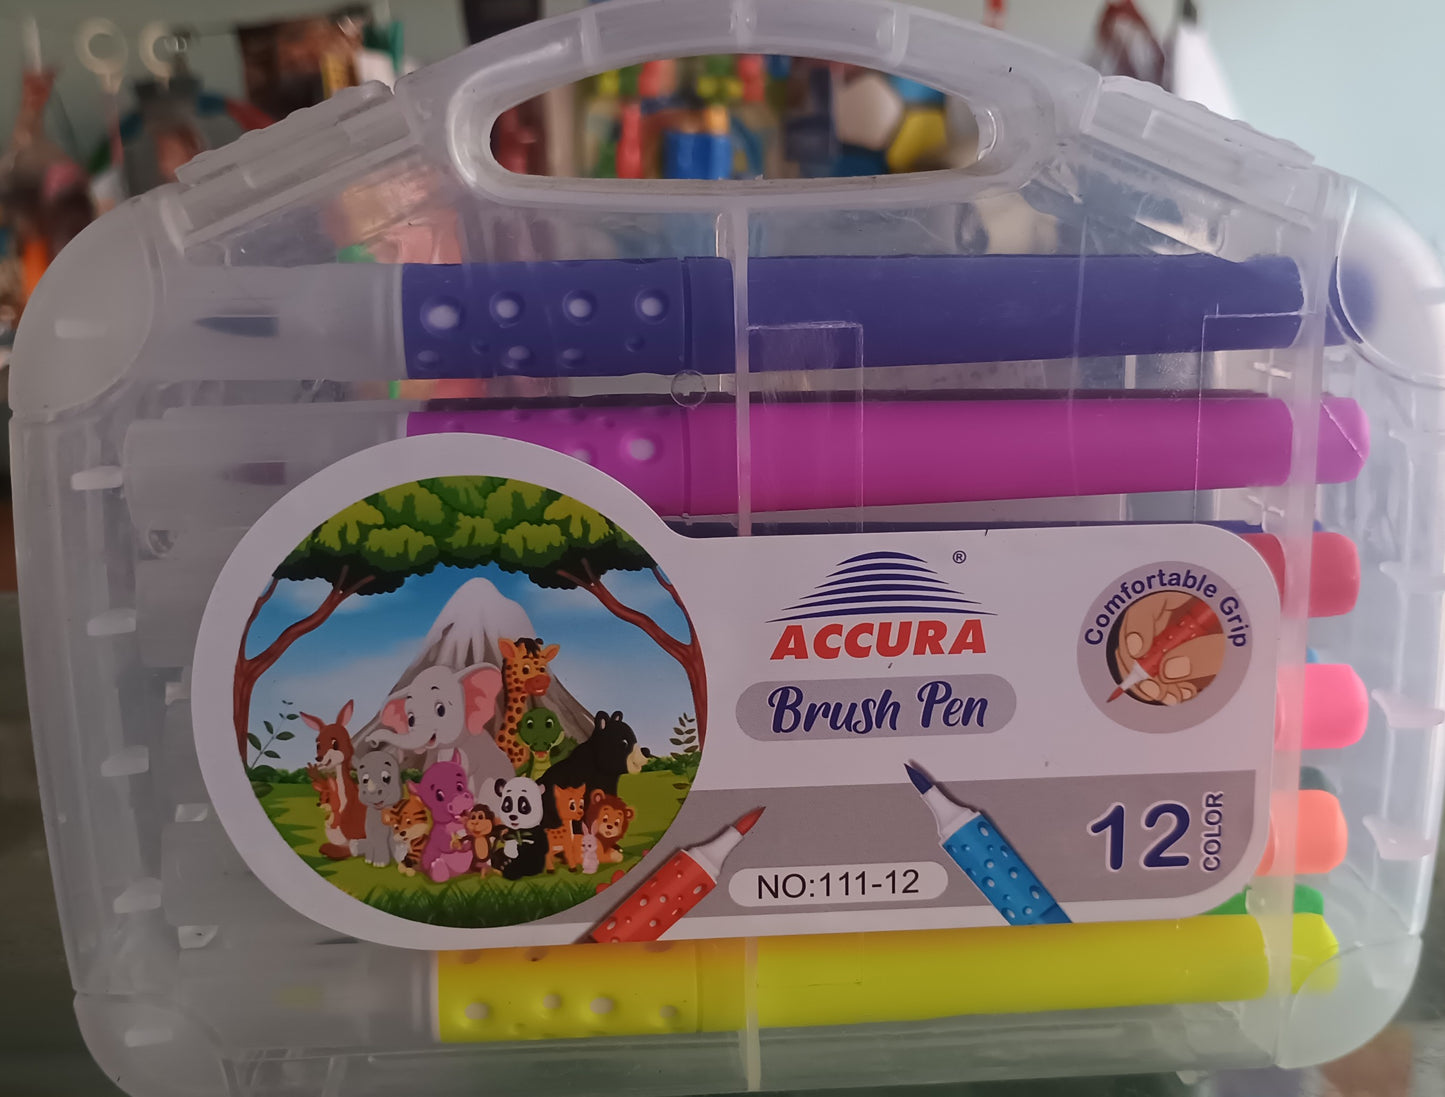 ®
ACCURA
Brush Pen
Comfortable Grip
NO:111-12
12
COLOR